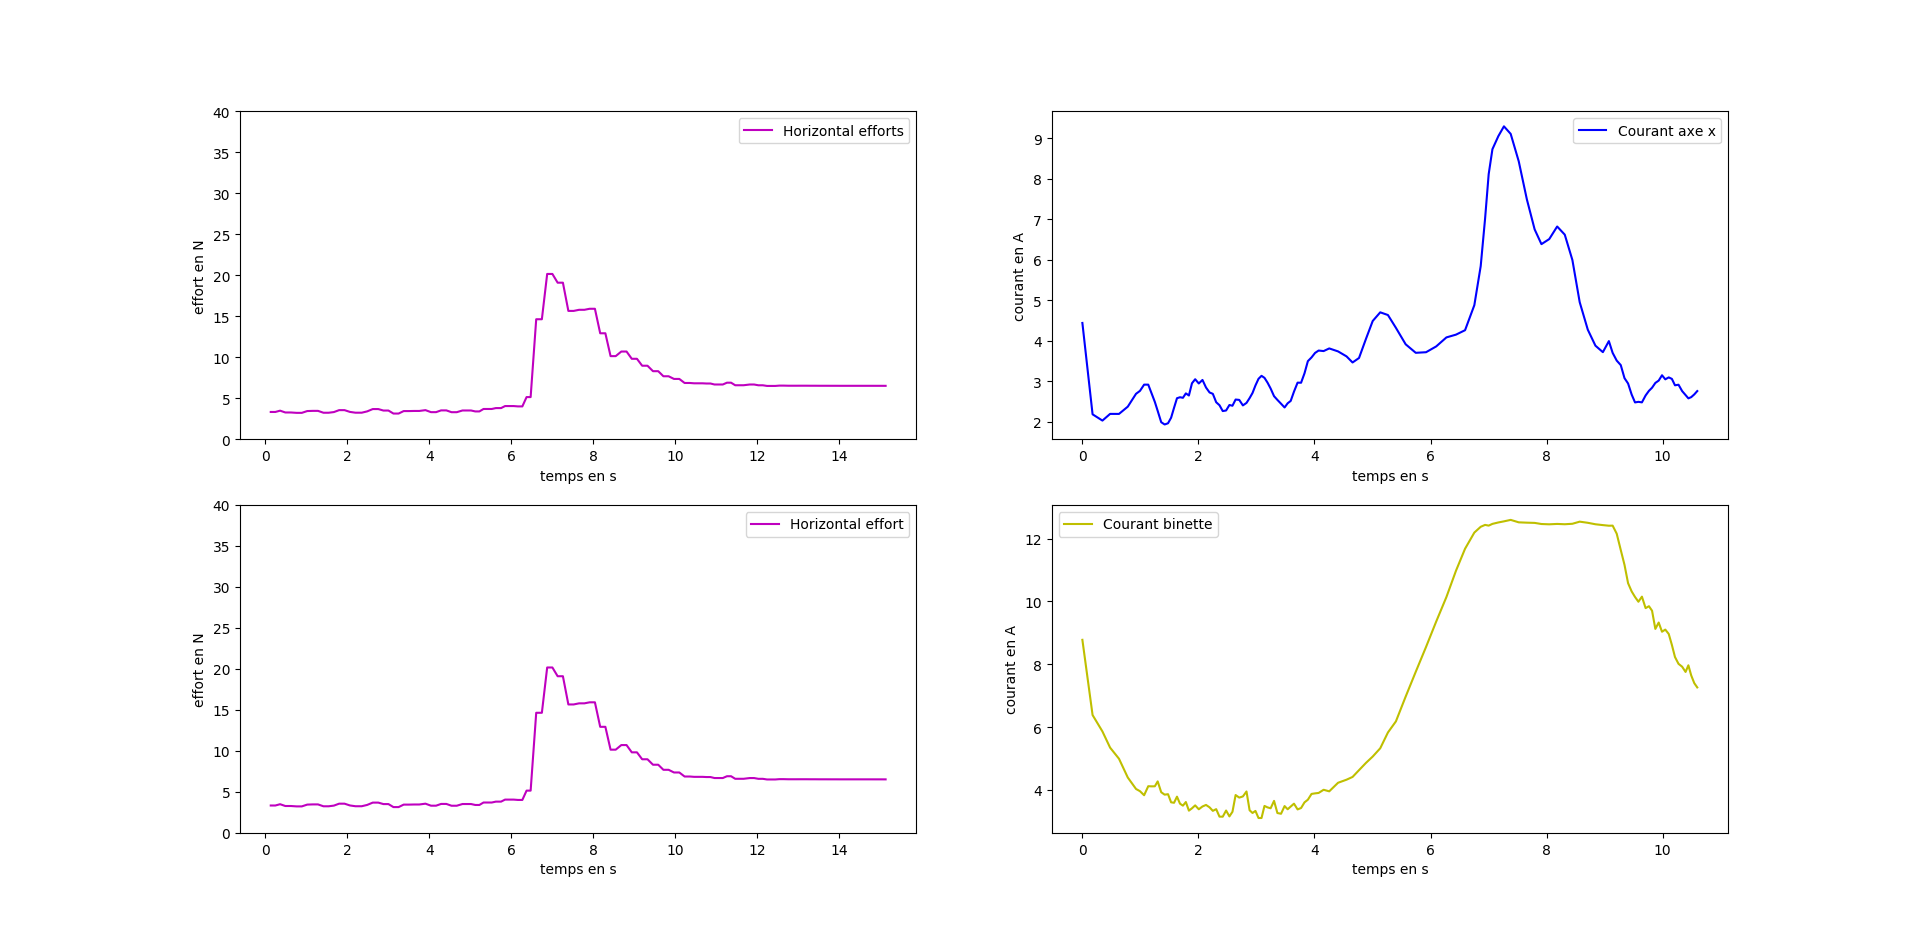 40
35
30
25
20
15
10
5
0
effort en N
Horizontal efforts
0 2 4 6 8 10 12 14
temps en s
9
8
7
6
5
4
3
2
courant en A
Courant axe x
0 2 4 6 8 10
temps en s
40
35
30
25
20
15
10
5
0
effort en N
Horizontal effort
0 2 4 6 8 10 12 14
temps en s
12
10
8
6
4
courant en A
Courant binette
0 2 4 6 8 10
temps en s